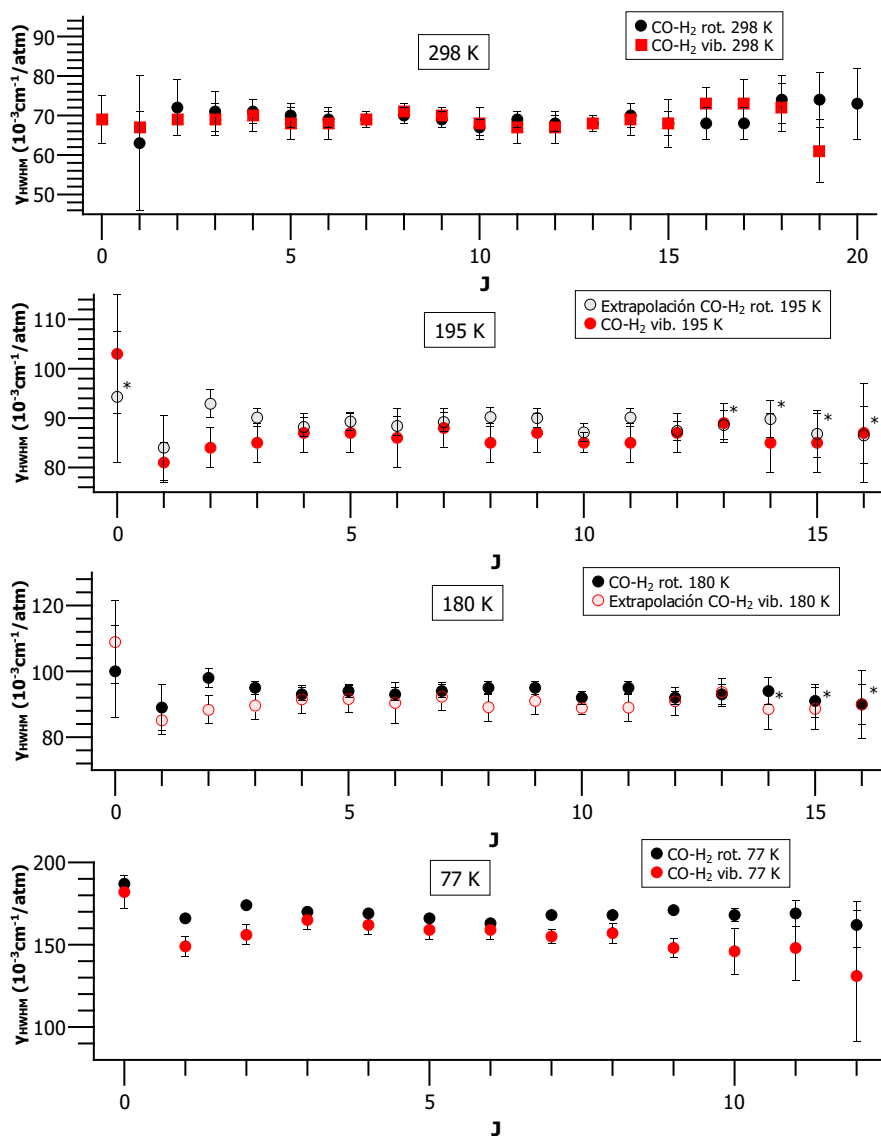 CO-H₂ rot. 298 K
CO-H₂ vib. 298 K
298 K
90
80
70
60
50
γHWHM (10⁻³cm⁻¹/atm)
0 5 10 15 20
J
Extrapolación CO-H₂ rot. 195 K
CO-H₂ vib. 195 K
195 K
110
100
90
80
γHWHM (10⁻³cm⁻¹/atm)
* * * * *
0 5 10 15
J
CO-H₂ rot. 180 K
Extrapolación CO-H₂ vib. 180 K
180 K
120
100
80
γHWHM (10⁻³cm⁻¹/atm)
* * *
0 5 10 15
J
CO-H₂ rot. 77 K
CO-H₂ vib. 77 K
77 K
200
150
100
γHWHM (10⁻³cm⁻¹/atm)
0 5 10
J